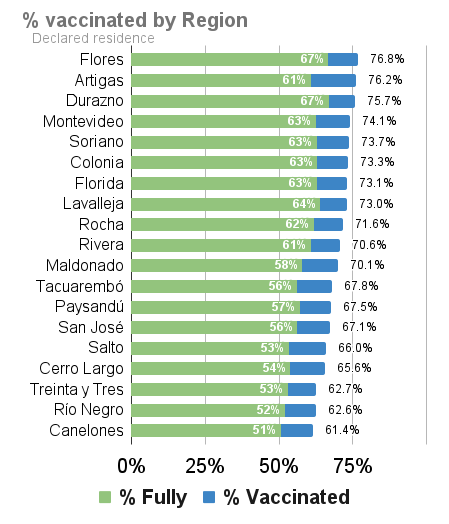 % vaccinated by Region
Declared residence
Flores 67% 76.8%
Artigas 61% 76.2%
Durazno 67% 75.7%
Montevideo 63% 74.1%
Soriano 63% 73.7%
Colonia 63% 73.3%
Florida 63% 73.1%
Lavalleja 64% 73.0%
Rocha 62% 71.6%
Rivera 61% 70.6%
Maldonado 58% 70.1%
Tacuarembó 56% 67.8%
Paysandú 57% 67.5%
San José 56% 67.1%
Salto 53% 66.0%
Cerro Largo 54% 65.6%
Treinta y Tres 53% 62.7%
Río Negro 52% 62.6%
Canelones 51% 61.4%
0% 25% 50% 75%
% Fully % Vaccinated